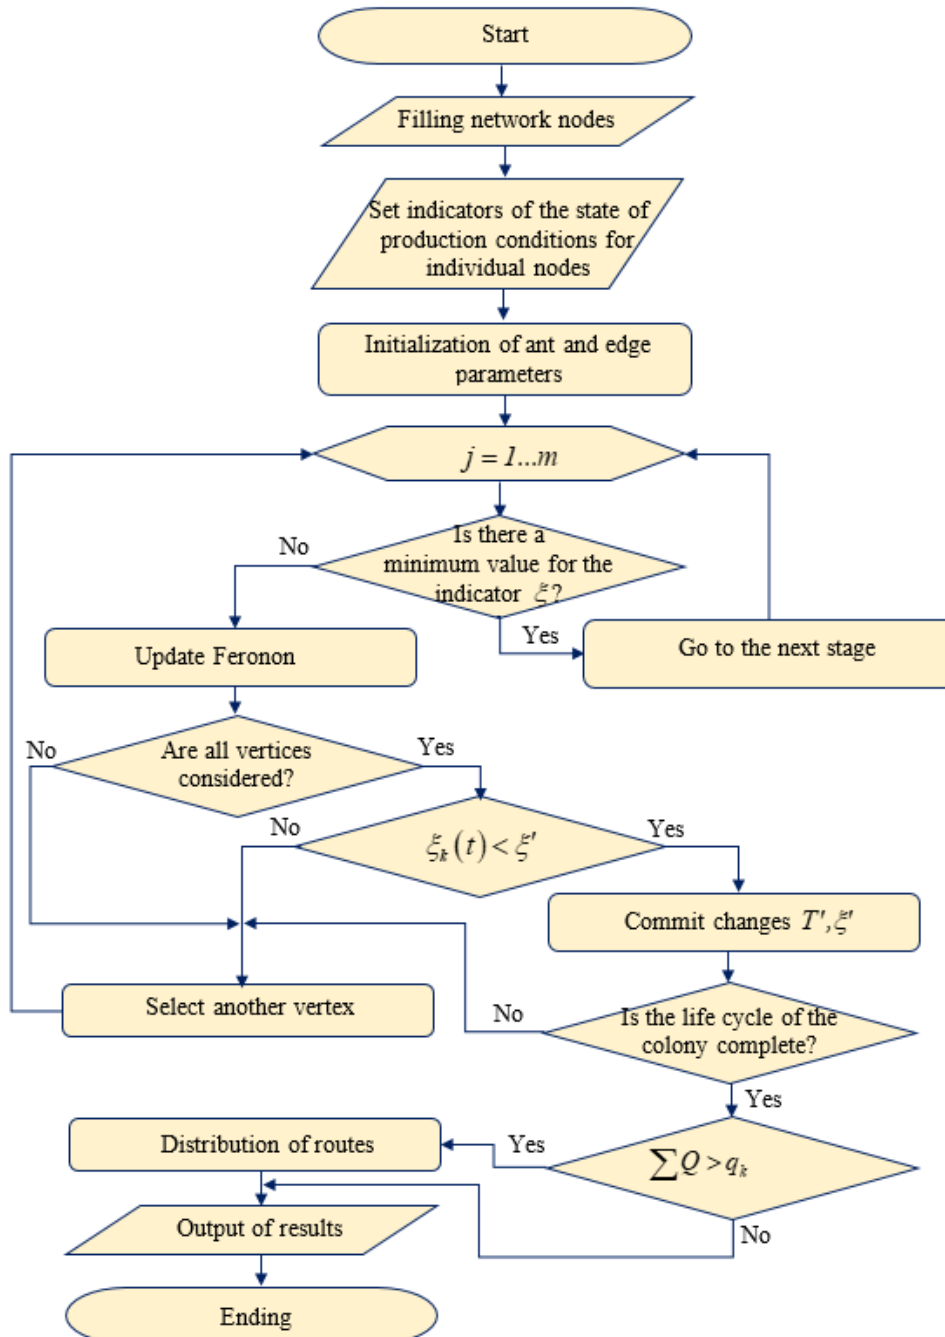 Start
Filling network nodes
Set indicators of the state of
production conditions for
individual nodes
Initialization of ant and edge
parameters
j = 1...m
Is there a
minimum value for the
indicator ξ?
No
Yes
Go to the next stage
Update Feronon
No
Are all vertices
considered?
Yes
No
ξk(t) < ξ'
Yes
Commit changes T',ξ'
Select another vertex
No
Is the life cycle of the
colony complete?
Yes
Distribution of routes
Yes
∑Q > qk
No
Output of results
Ending